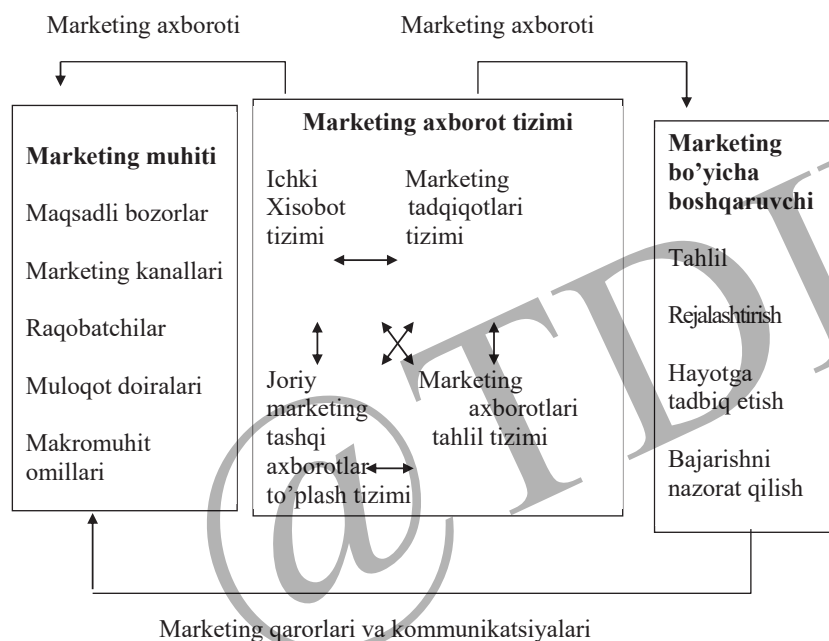 Marketing axboroti
Marketing axboroti
Marketing muhiti
Maqsadli bozorlar
Marketing kanallari
Raqobatchilar
Muloqot doiralari
Makromuhit
omillari
Marketing axborot tizimi
Ichki
Xisobot
tizimi
Marketing
tadqiqotlari
tizimi
Joriy
marketing
tashqi
axborotlar
to’plash tizimi
Marketing
axborotlari
tahlil tizimi
Marketing
bo’yicha
boshqaruvchi
Tahlil
Rejalashtirish
Hayotga
tadbiq etish
Bajarishni
nazorat qilish
Marketing qarorlari va kommunikatsiyalari